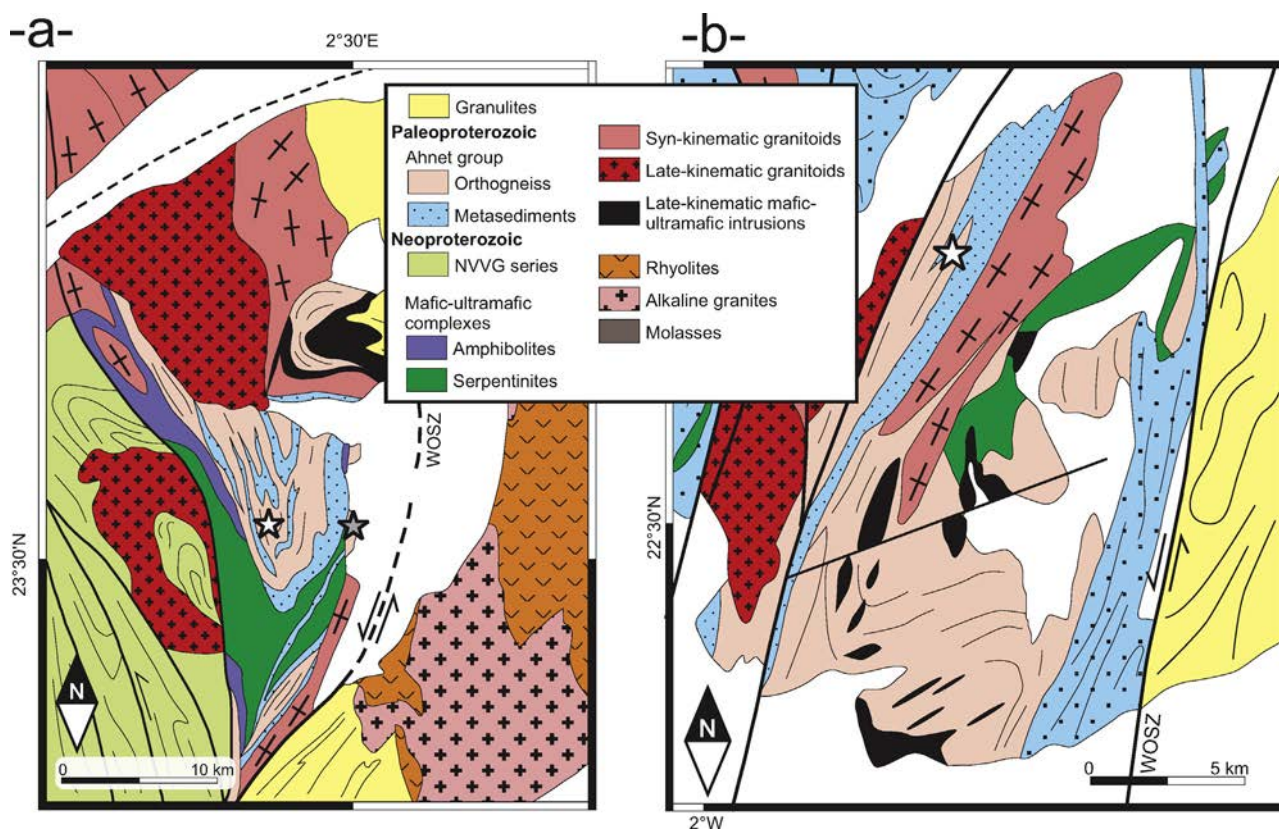 -a-
2°30'E
-b-
Granulites
Paleoproterozoic
Ahnet group
Orthogneiss
Metasediments
Neoproterozoic
NVVG series
Mafic-ultramafic
complexes
Amphibolites
Serpentinites
Syn-kinematic granitoids
Late-kinematic granitoids
Late-kinematic mafic-
ultramafic intrusions
Rhyolites
Alkaline granites
Molasses
WOSZ
23°30'N
22°30'N
N
0 10 km
N
WOSZ
0 5 km
2°W